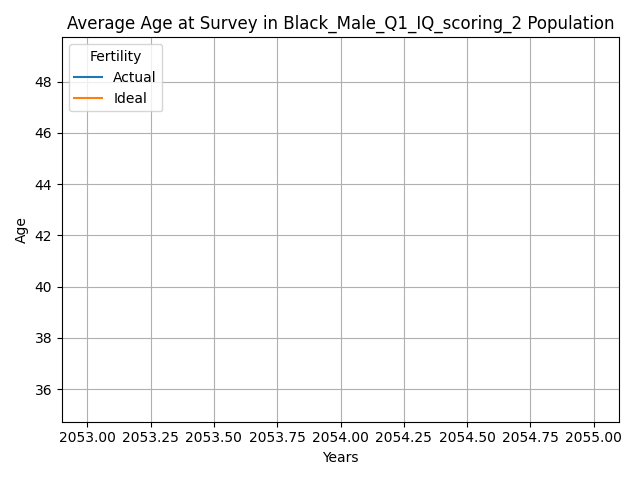 Average Age at Survey in Black_Male_Q1_IQ_scoring_2 Population
Fertility
Actual
Ideal
48
46
44
42
40
38
36
Age
2053.00 2053.25 2053.50 2053.75 2054.00 2054.25 2054.50 2054.75 2055.00
Years